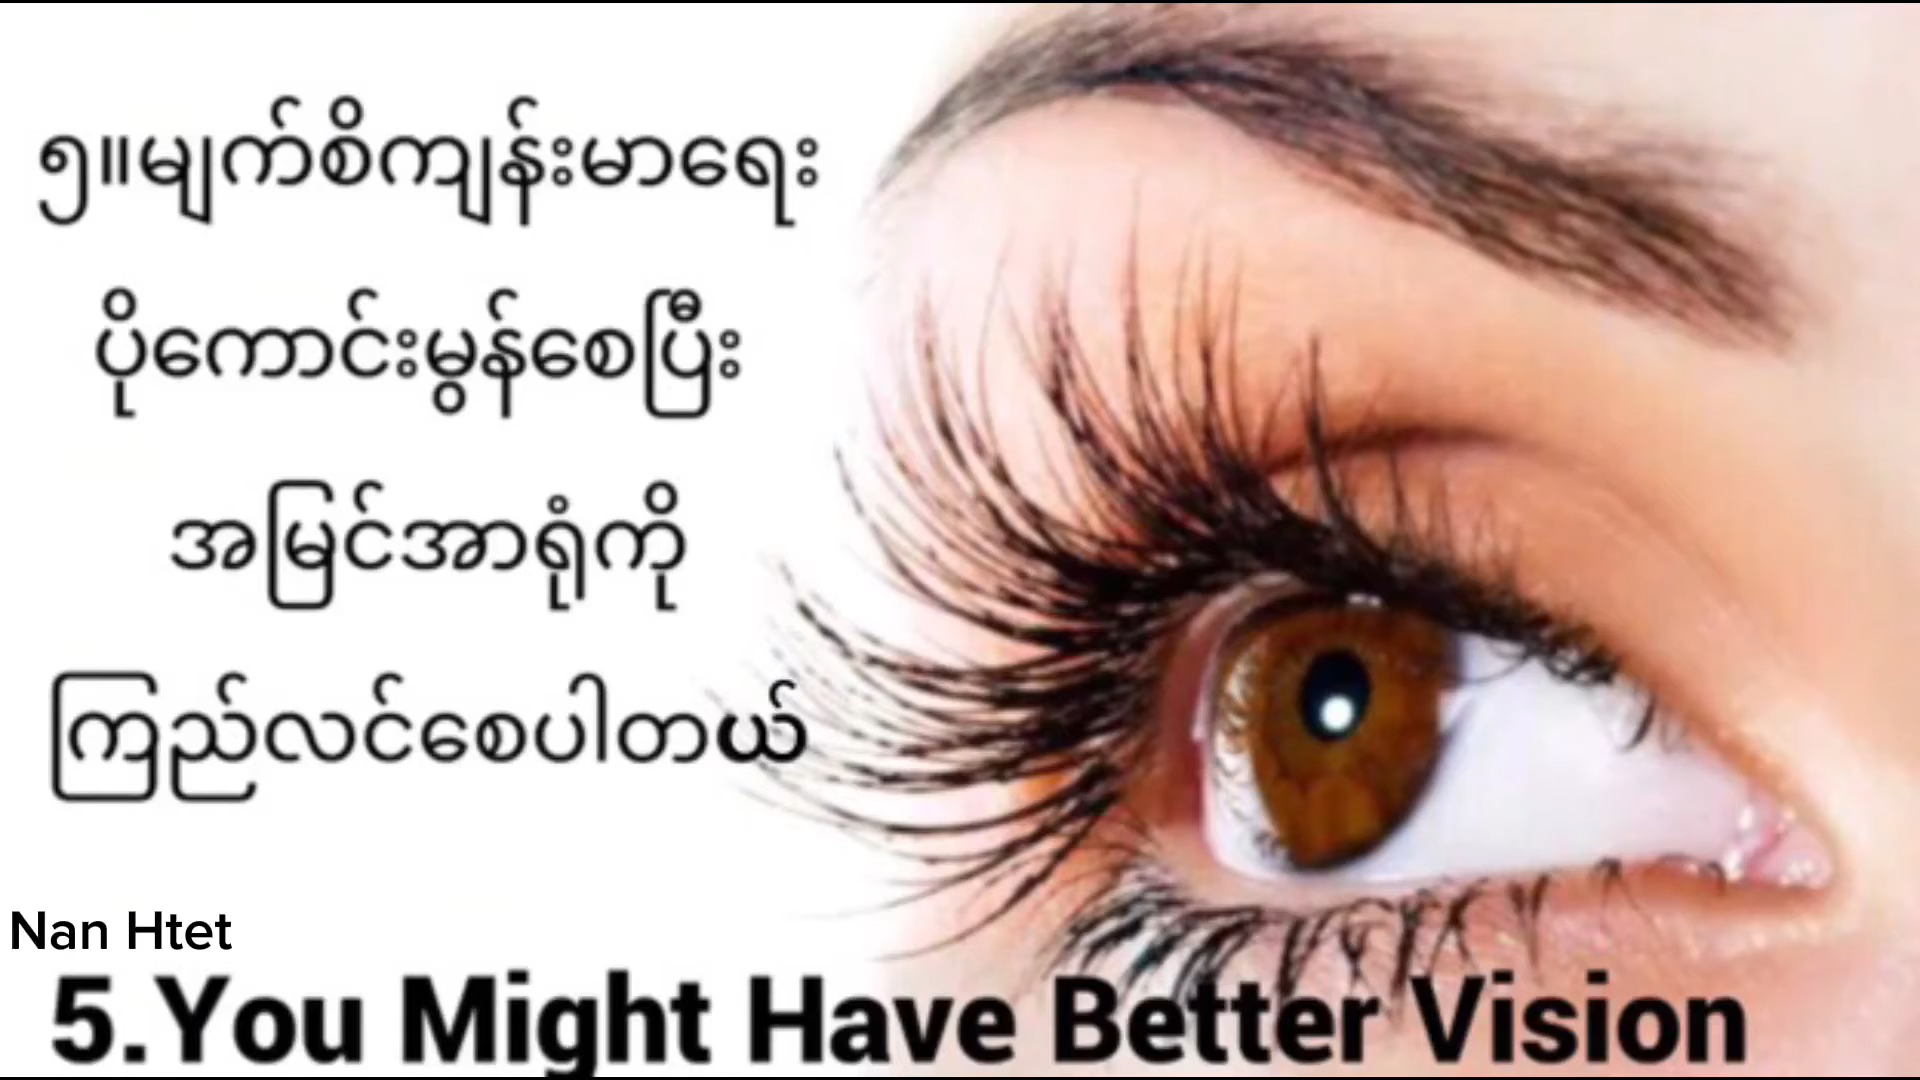 ၅။မျက်စိကျန်းမာရေး
ပိုကောင်းမွန်စေပြီး
အမြင်အာရုံကို
ကြည်လင်စေပါတယ်
Nan Htet
5.You Might Have Better Vision